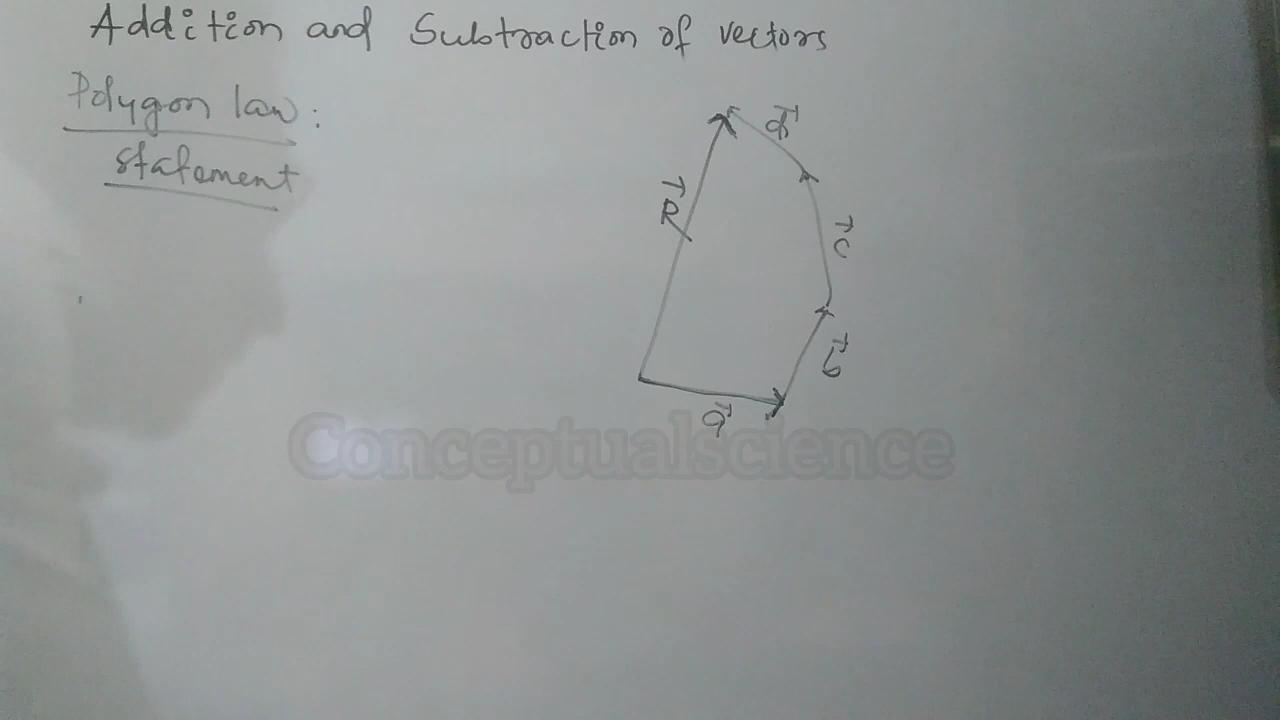 Addition and Subtraction of vectors
Polygon law:
statement
d⃗
R⃗
c⃗
b⃗
a⃗
Conceptualscience